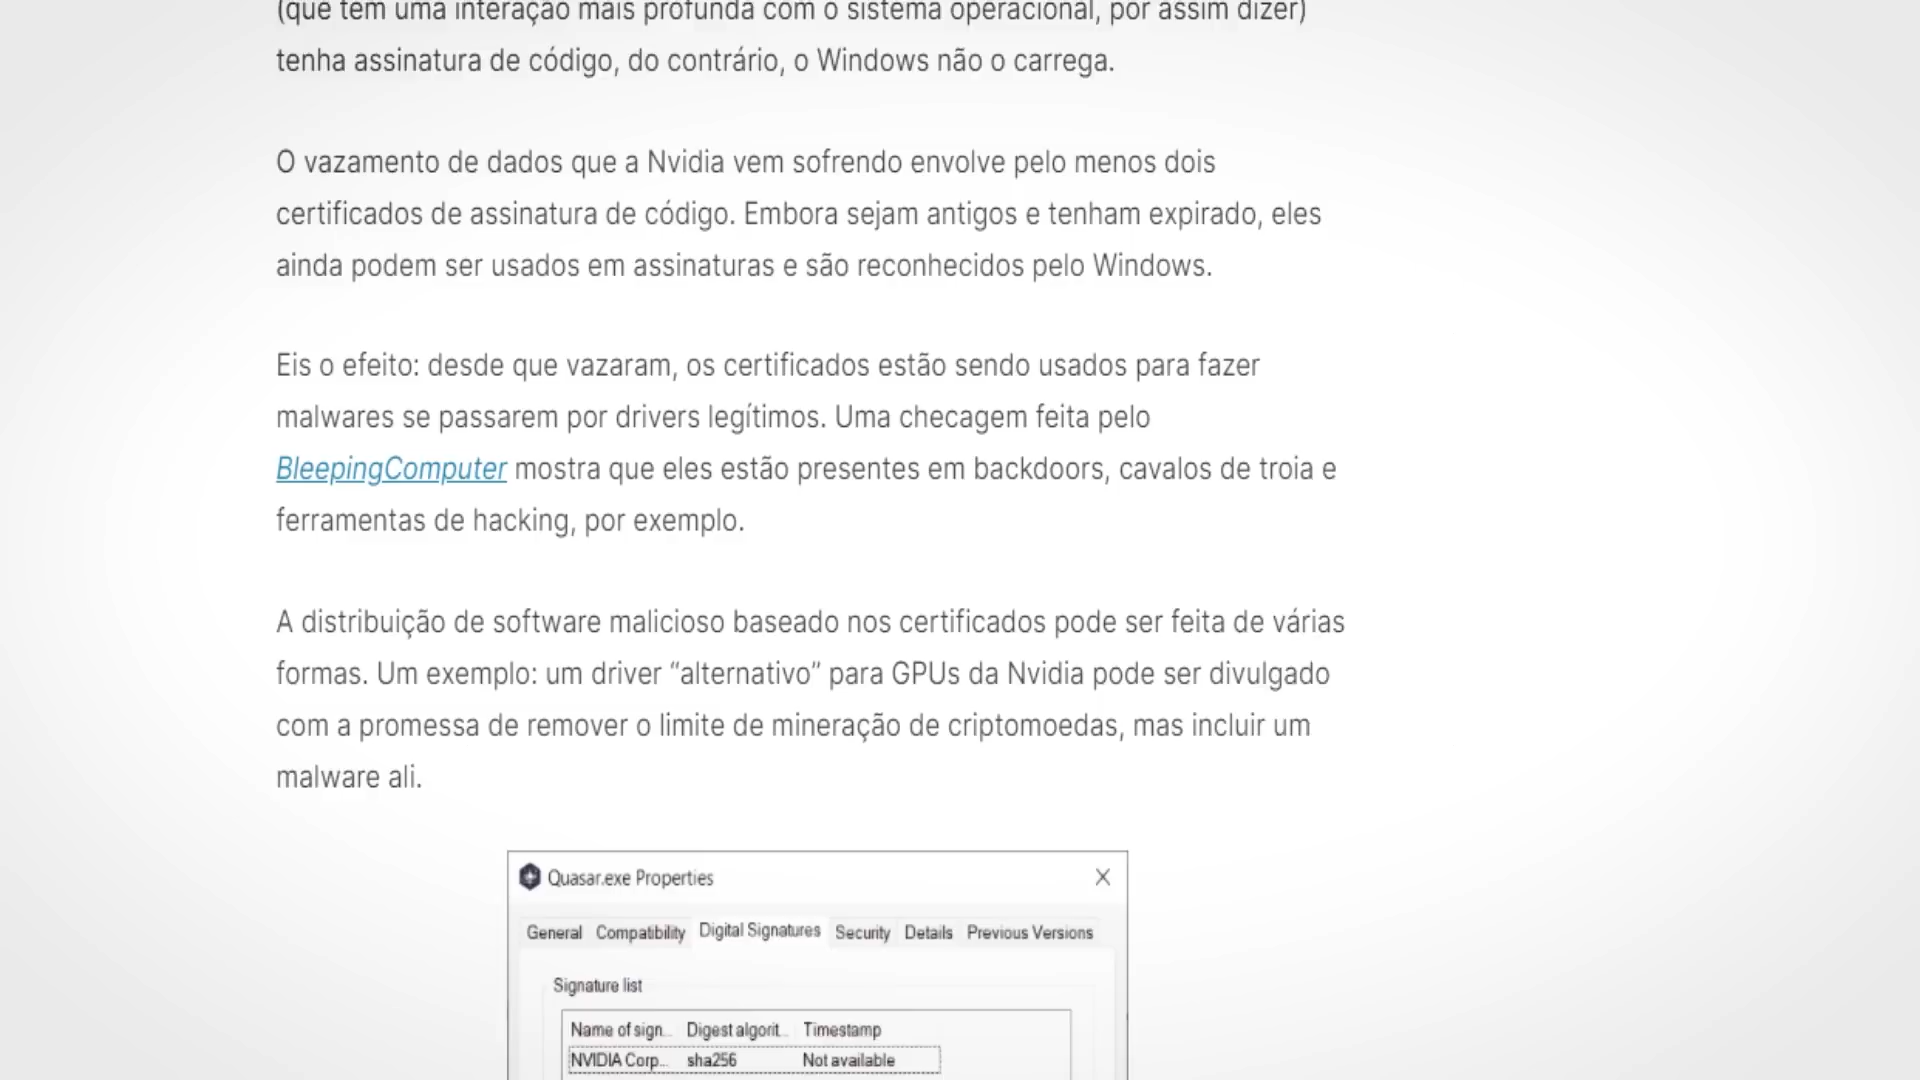 (que tem uma interação mais profunda com o sistema operacional, por assim dizer)
tenha assinatura de código, do contrário, o Windows não o carrega.
O vazamento de dados que a Nvidia vem sofrendo envolve pelo menos dois
certificados de assinatura de código. Embora sejam antigos e tenham expirado, eles
ainda podem ser usados em assinaturas e são reconhecidos pelo Windows.
Eis o efeito: desde que vazaram, os certificados estão sendo usados para fazer
malwares se passarem por drivers legítimos. Uma checagem feita pelo
BleepingComputer mostra que eles estão presentes em backdoors, cavalos de troia e
ferramentas de hacking, por exemplo.
A distribuição de software malicioso baseado nos certificados pode ser feita de várias
formas. Um exemplo: um driver “alternativo” para GPUs da Nvidia pode ser divulgado
com a promessa de remover o limite de mineração de criptomoedas, mas incluir um
malware ali.
Quasar.exe Properties
General Compatibility Digital Signatures Security Details Previous Versions
Signature list
Name of sign... Digest algorit... Timestamp
NVIDIA Corp... sha256 Not available